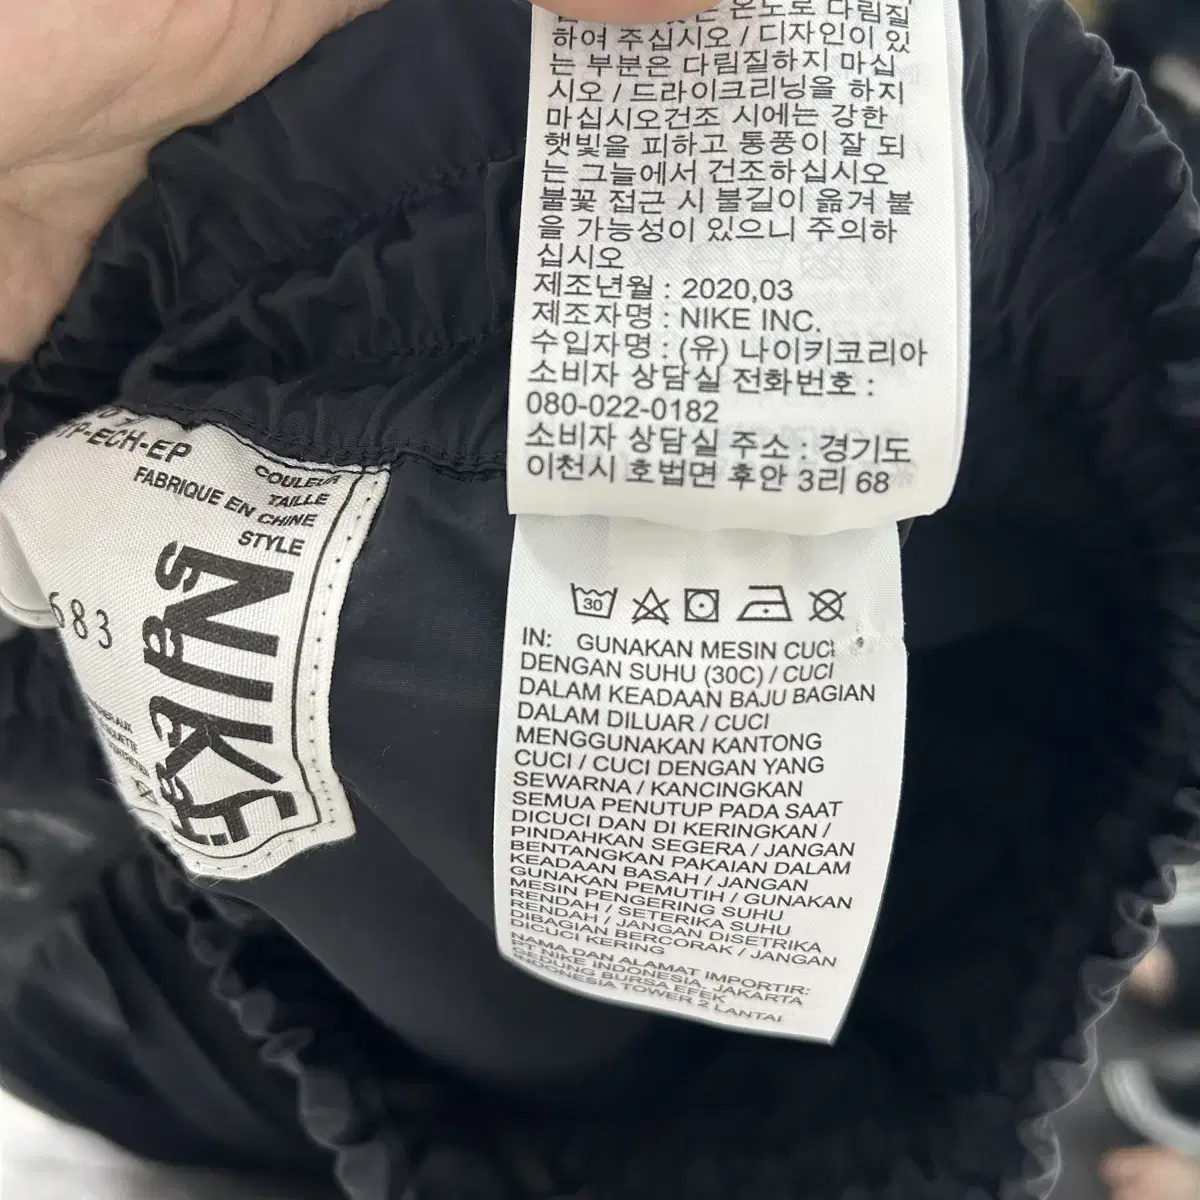 온도로 다림질
하여 주십시오 / 디자인이 있
는 부분은 다림질하지 마십
시오 / 드라이크리닝을 하지
마십시오건조 시에는 강한
햇빛을 피하고 통풍이 잘 되
는 그늘에서 건조하십시오
불꽃 접근 시 불길이 옮겨 붙
을 가능성이 있으니 주의하
십시오
제조년월 : 2020,03
제조자명 : NIKE INC.
수입자명 : (유) 나이키코리아
소비자 상담실 전화번호 :
080-022-0182
소비자 상담실 주소 : 경기도
이천시 호법면 후안 3리 68
30
IN: GUNAKAN MESIN CUCI
DENGAN SUHU (30C) / CUCI
DALAM KEADAAN BAJU BAGIAN
DALAM DILUAR / CUCI
MENGGUNAKAN KANTONG
CUCI / CUCI DENGAN YANG
SEWARNA / KANCINGKAN
SEMUA PENUTUP PADA SAAT
DICUCI DAN DI KERINGKAN /
PINDAHKAN SEGERA / JANGAN
BENTANGKAN PAKAIAN DALAM
KEADAAN BASAH / JANGAN
GUNAKAN PEMUTIH / GUNAKAN
MESIN PENGERING SUHU
RENDAH / SETERIKA SUHU
RENDAH / JANGAN DISETRIKA
DIBAGIAN BERCORAK / JANGAN
DICUCI KERING
NAMA DAN ALAMAT IMPORTIR:
PT NIKE INDONESIA, JAKARTA
GEDUNG BURSA EFEK
INDONESIA TOWER 2 LANTAI
TP-ECH-EP
COULEUR
TAILLE
FABRIQUE EN CHINE
STYLE
NIKE
683